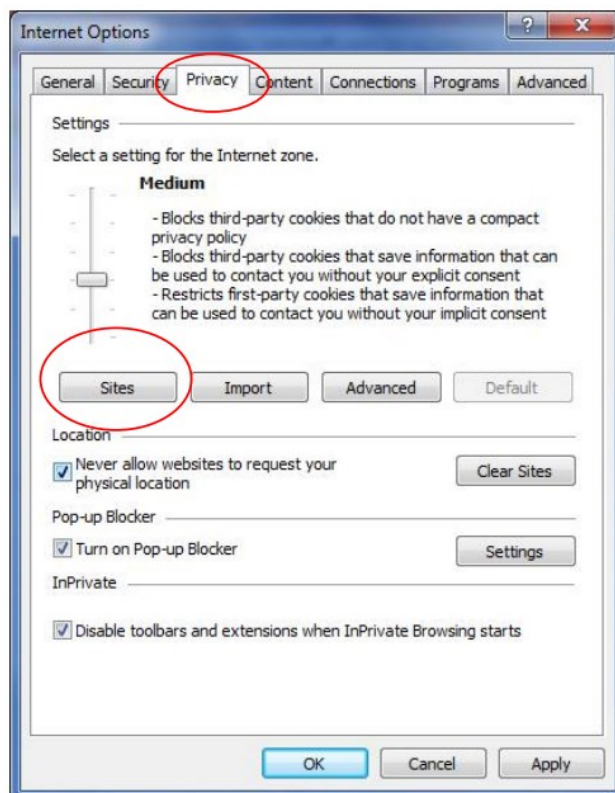 Internet Options
?
General Security Privacy Content Connections Programs Advanced
Settings
Select a setting for the Internet zone.
Medium
- Blocks third-party cookies that do not have a compact
privacy policy
- Blocks third-party cookies that save information that can
be used to contact you without your explicit consent
- Restricts first-party cookies that save information that
can be used to contact you without your implicit consent
Sites Import Advanced Default
Location
Never allow websites to request your
physical location
Clear Sites
Pop-up Blocker
Turn on Pop-up Blocker
Settings
InPrivate
Disable toolbars and extensions when InPrivate Browsing starts
OK Cancel Apply